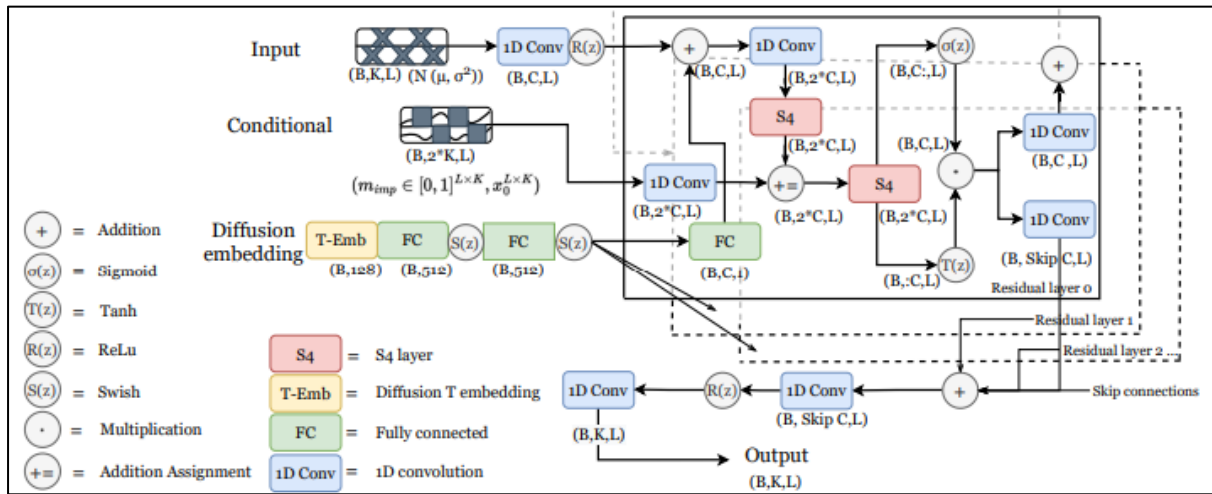 Input
(B,K,L)
(N (μ, σ²))
1D Conv
R(z)
(B,C,L)
+
(B,C,L)
1D Conv
(B,2*C,L)
S4
(B,2*C,L)
σ(z)
(B,C:,L)
+
Conditional
(B,2*K,L)
(m_imp ∈ [0, 1]^{L×K}, x_0^{L×K})
1D Conv
(B,2*C,L)
+=
(B,2*C,L)
S4
(B,2*C,L)
(B,C,L)
·
1D Conv
(B,C ,L)
1D Conv
(B, Skip C,L)
T(z)
(B,:C,L)
Residual layer 0
Diffusion
embedding
T-Emb
(B,128)
FC
(B,512)
S(z)
FC
(B,512)
S(z)
FC
(B,C,1)
Residual layer 1
Residual layer 2 ...
Skip connections
+
1D Conv
(B, Skip C,L)
R(z)
1D Conv
(B,K,L)
Output
(B,K,L)
+ = Addition
σ(z) = Sigmoid
T(z) = Tanh
R(z) = ReLu
S(z) = Swish
· = Multiplication
+= = Addition Assignment
S4 = S4 layer
T-Emb = Diffusion T embedding
FC = Fully connected
1D Conv = 1D convolution